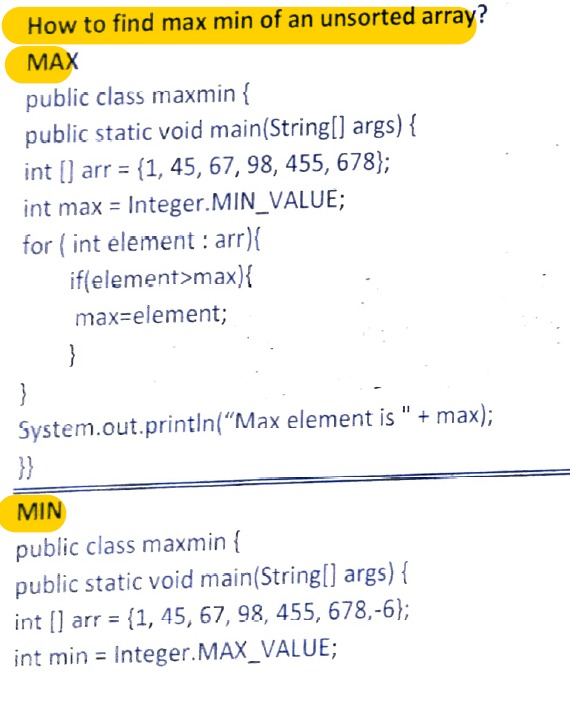 How to find max min of an unsorted array?
MAX
public class maxmin {
public static void main(String[] args) {
int [] arr = {1, 45, 67, 98, 455, 678};
int max = Integer.MIN_VALUE;
for ( int element : arr){
if(element>max){
max=element;
}
}
System.out.println(“Max element is " + max);
}}
MIN
public class maxmin {
public static void main(String[] args) {
int [] arr = {1, 45, 67, 98, 455, 678,-6};
int min = Integer.MAX_VALUE;